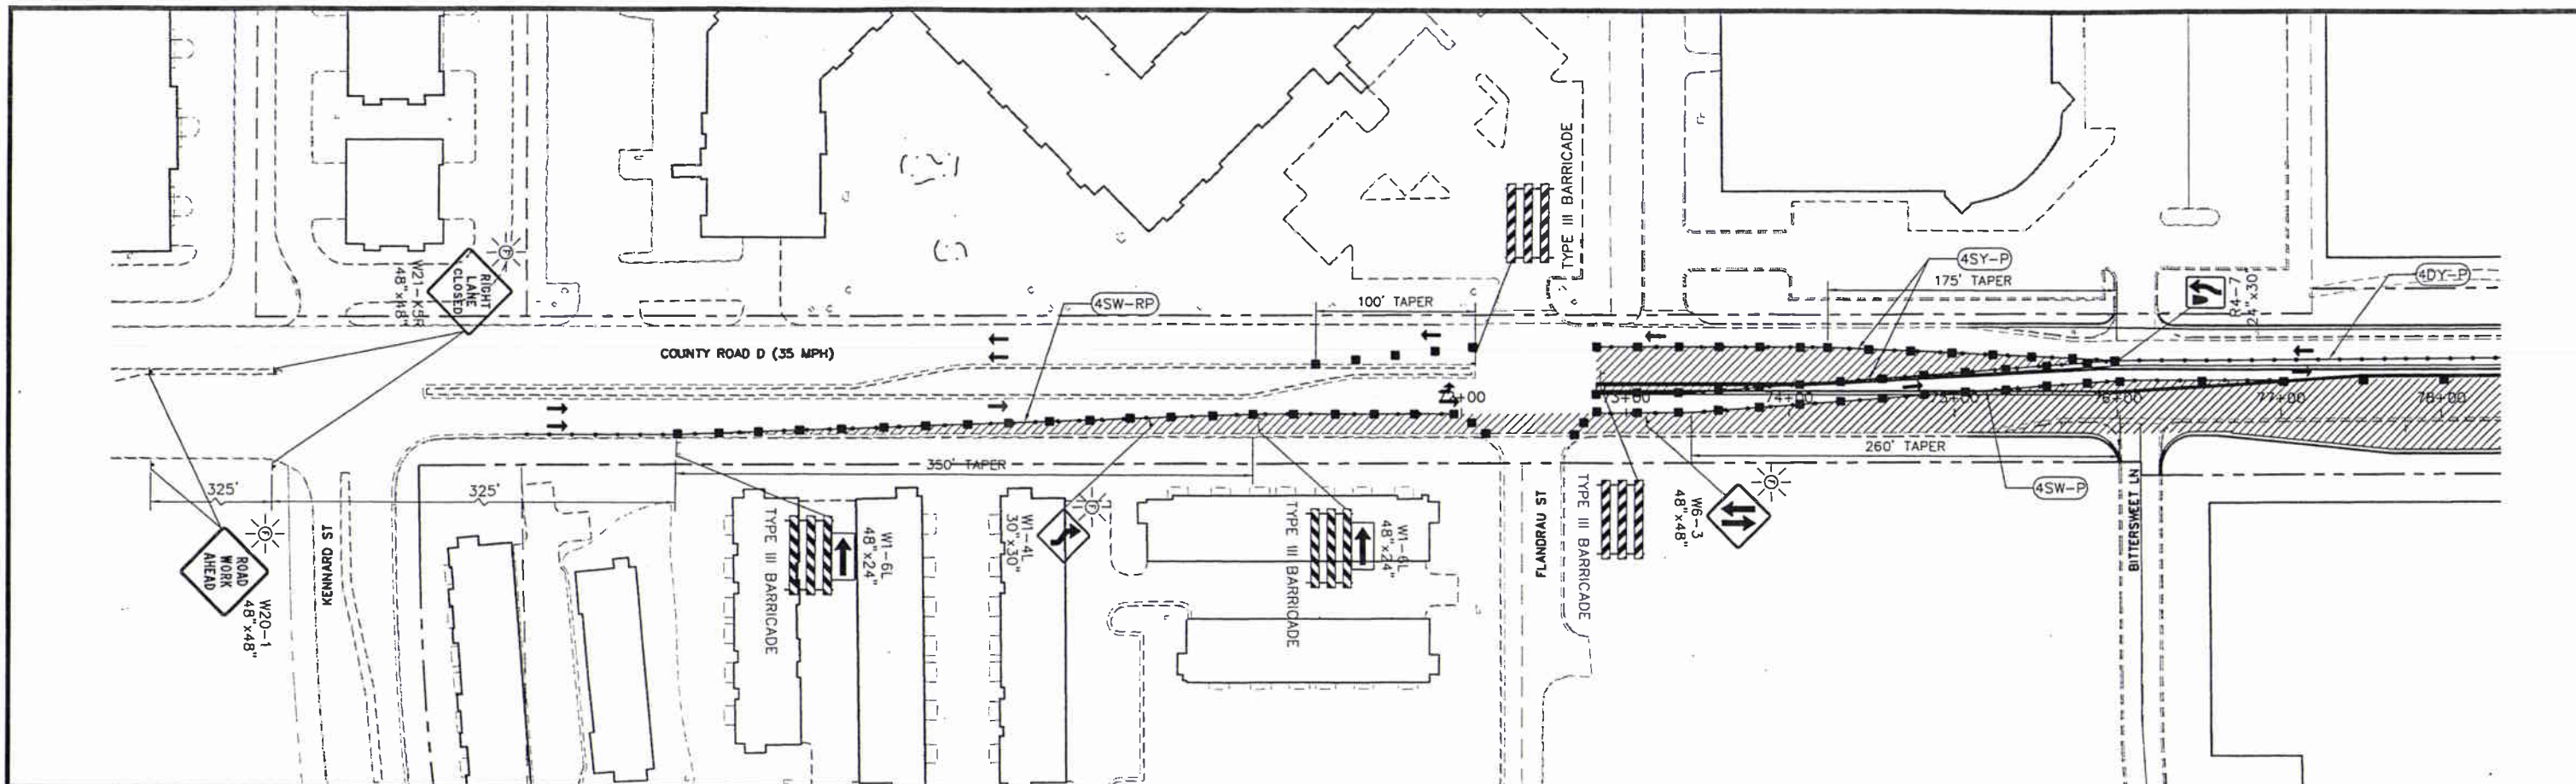 TYPE III BARRICADE
4SY-P
175' TAPER
4DY-P
R4-7
24"x30"
RIGHT
LANE
CLOSED
48"x48"
4SW-RP
100' TAPER
COUNTY ROAD D (35 MPH)
72+00
73+00
74+00
75+00
76+00
77+00
78+00
350' TAPER
260' TAPER
325'
325'
4SW-P
ROAD
WORK
AHEAD
W20-1
48"x48"
KENNARD ST
TYPE III BARRICADE
W1-6L
48"x24"
W1-4L
30"x30"
TYPE III BARRICADE
W1-6L
48"x24"
FLANDRAU ST
TYPE III BARRICADE
W6-3
48"x48"
BITTERSWEET LN
F
F
F
F